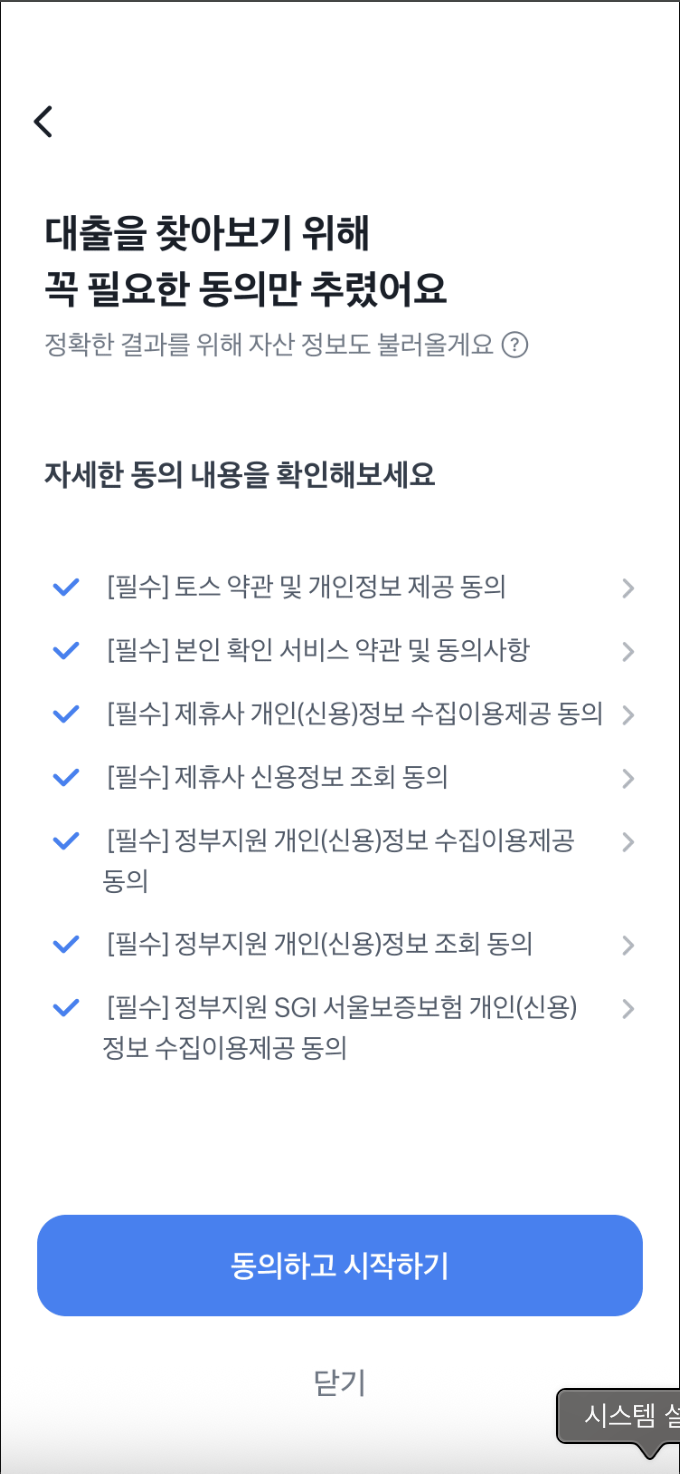 대출을 찾아보기 위해
꼭 필요한 동의만 추렸어요
정확한 결과를 위해 자산 정보도 불러올게요 ?
자세한 동의 내용을 확인해보세요
[필수] 토스 약관 및 개인정보 제공 동의
[필수] 본인 확인 서비스 약관 및 동의사항
[필수] 제휴사 개인(신용)정보 수집이용제공 동의
[필수] 제휴사 신용정보 조회 동의
[필수] 정부지원 개인(신용)정보 수집이용제공
동의
[필수] 정부지원 개인(신용)정보 조회 동의
[필수] 정부지원 SGI 서울보증보험 개인(신용)
정보 수집이용제공 동의
동의하고 시작하기
닫기
시스템